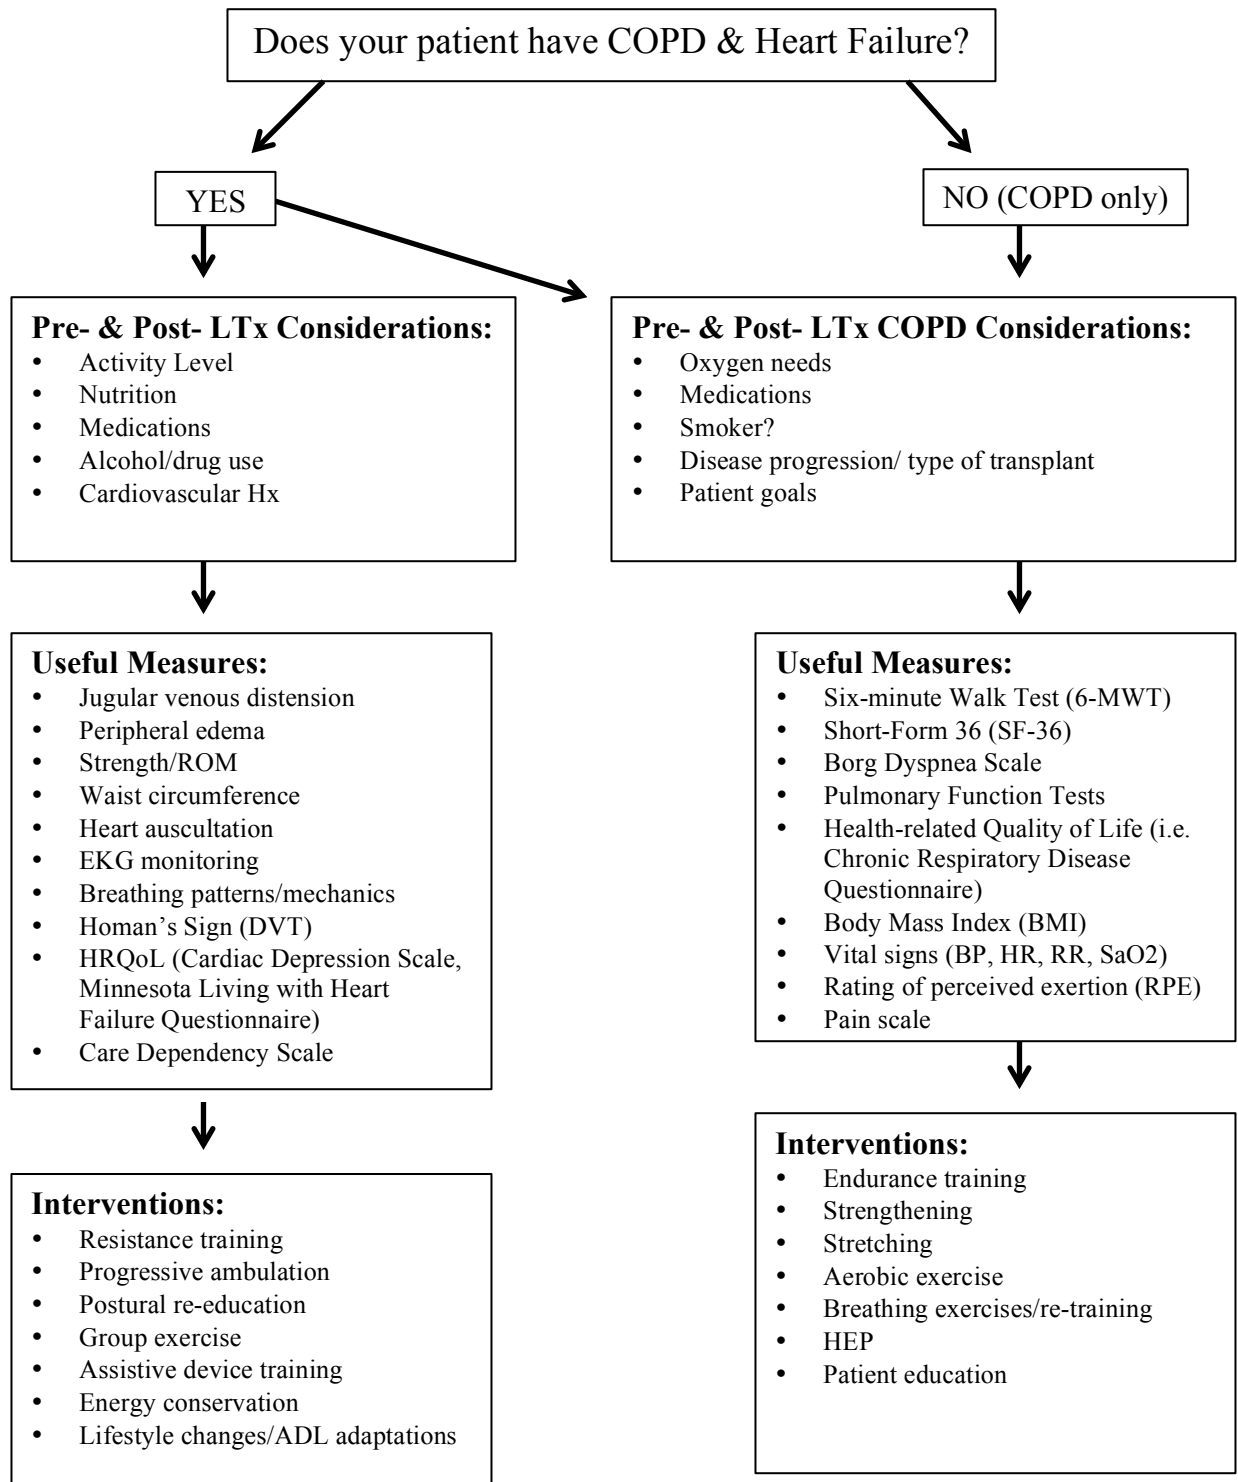 Does your patient have COPD & Heart Failure?
YES
NO (COPD only)
Pre- & Post- LTx Considerations:
• Activity Level
• Nutrition
• Medications
• Alcohol/drug use
• Cardiovascular Hx
Pre- & Post- LTx COPD Considerations:
• Oxygen needs
• Medications
• Smoker?
• Disease progression/ type of transplant
• Patient goals
Useful Measures:
• Jugular venous distension
• Peripheral edema
• Strength/ROM
• Waist circumference
• Heart auscultation
• EKG monitoring
• Breathing patterns/mechanics
• Homan’s Sign (DVT)
• HRQoL (Cardiac Depression Scale,
Minnesota Living with Heart
Failure Questionnaire)
• Care Dependency Scale
Useful Measures:
• Six-minute Walk Test (6-MWT)
• Short-Form 36 (SF-36)
• Borg Dyspnea Scale
• Pulmonary Function Tests
• Health-related Quality of Life (i.e.
Chronic Respiratory Disease
Questionnaire)
• Body Mass Index (BMI)
• Vital signs (BP, HR, RR, SaO2)
• Rating of perceived exertion (RPE)
• Pain scale
Interventions:
• Resistance training
• Progressive ambulation
• Postural re-education
• Group exercise
• Assistive device training
• Energy conservation
• Lifestyle changes/ADL adaptations
Interventions:
• Endurance training
• Strengthening
• Stretching
• Aerobic exercise
• Breathing exercises/re-training
• HEP
• Patient education